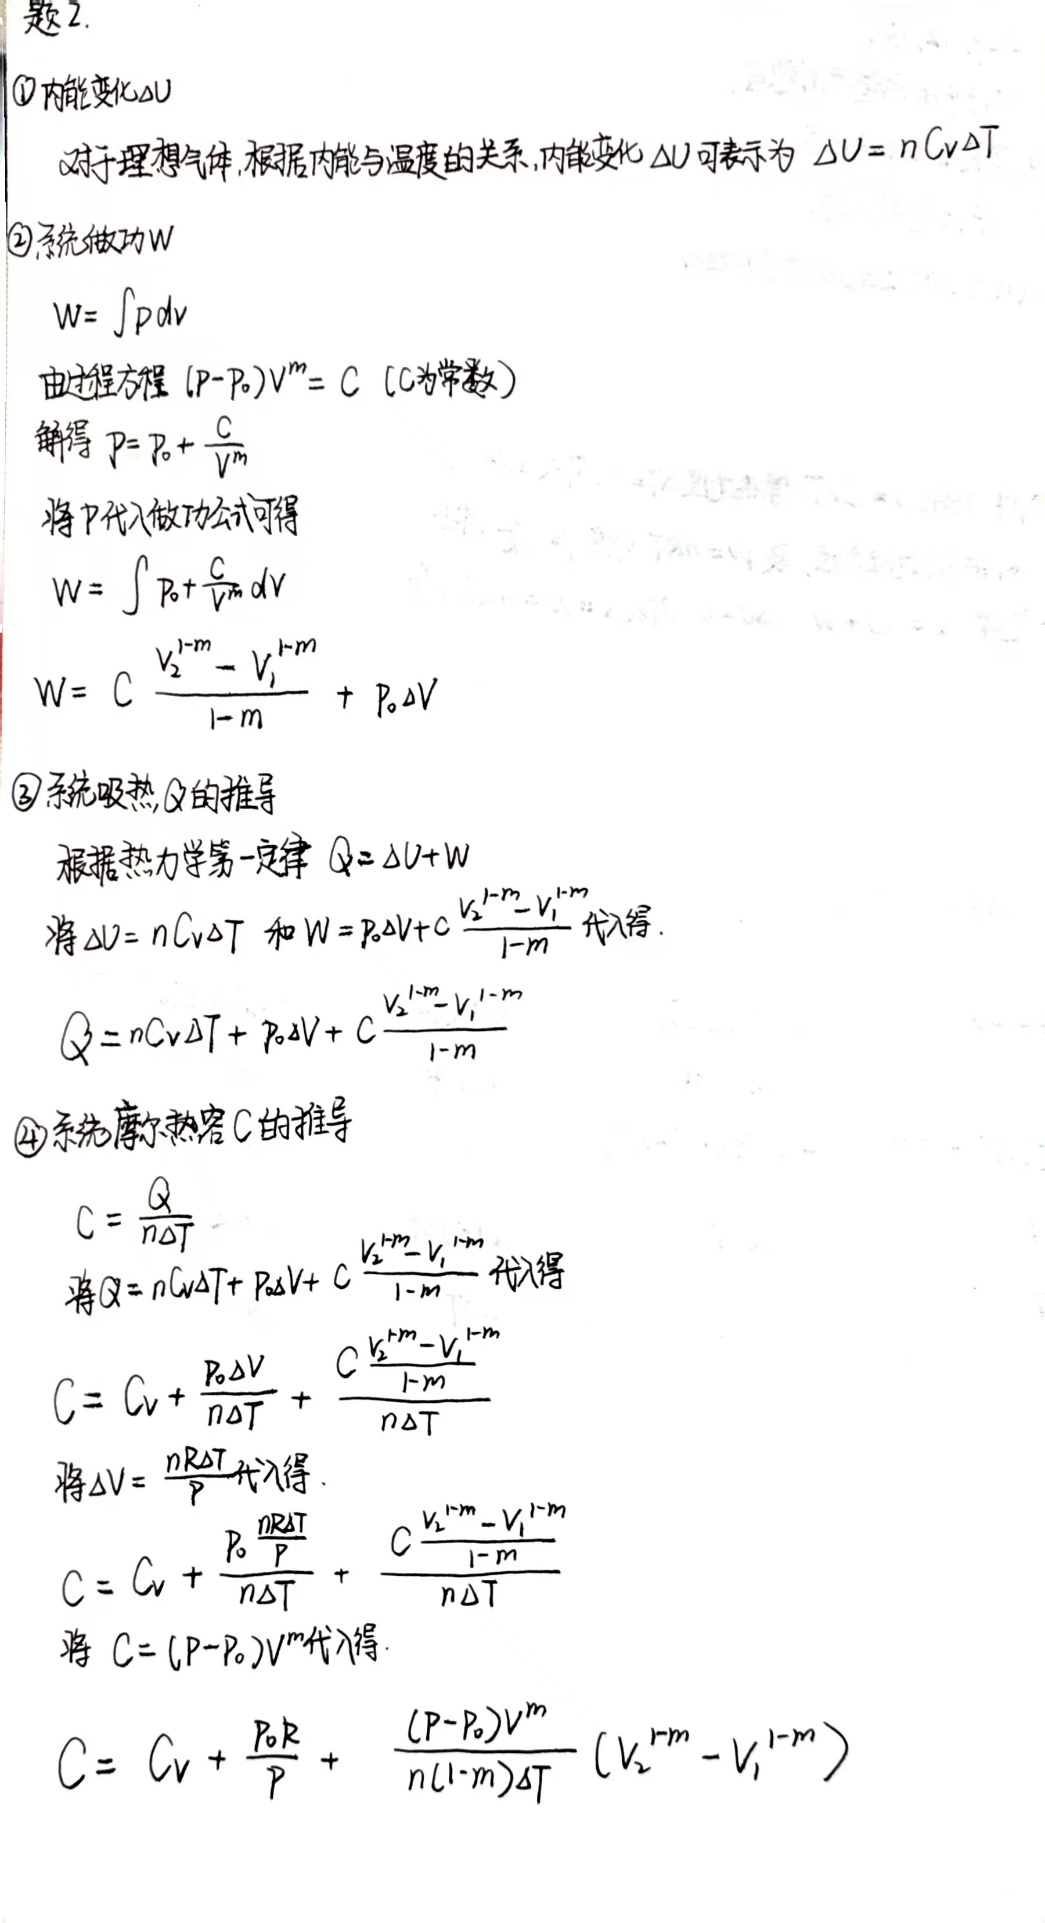 题2.
①内能变化ΔU
对于理想气体,根据内能与温度的关系,内能变化ΔU可表示为 ΔU = nCvΔT
②系统做功W
W = ∫pdv
由过程方程 (P-P₀)V^m = C (C为常数)
解得 P = P₀ + C/V^m
将P代入做功公式可得
W = ∫ P₀ + C/V^m dV
W = C (V₂^(1-m) - V₁^(1-m))/(1-m) + P₀ΔV
③系统吸热Q的推导
根据热力学第一定律 Q = ΔU+W
将ΔU = nCvΔT 和 W = P₀ΔV + C (V₂^(1-m) - V₁^(1-m))/(1-m) 代入得.
Q = nCvΔT + P₀ΔV + C (V₂^(1-m) - V₁^(1-m))/(1-m)
④系统摩尔热容C的推导
C = Q/(nΔT)
将Q = nCvΔT + P₀ΔV + C (V₂^(1-m) - V₁^(1-m))/(1-m) 代入得
C = Cv + P₀ΔV/(nΔT) + (C (V₂^(1-m) - V₁^(1-m))/(1-m))/(nΔT)
将ΔV = nRΔT/P 代入得.
C = Cv + (P₀ nRΔT/P)/(nΔT) + (C (V₂^(1-m) - V₁^(1-m))/(1-m))/(nΔT)
将 C = (P-P₀)V^m 代入得.
C = Cv + P₀R/P + (P-P₀)V^m/(n(1-m)ΔT) (V₂^(1-m) - V₁^(1-m))